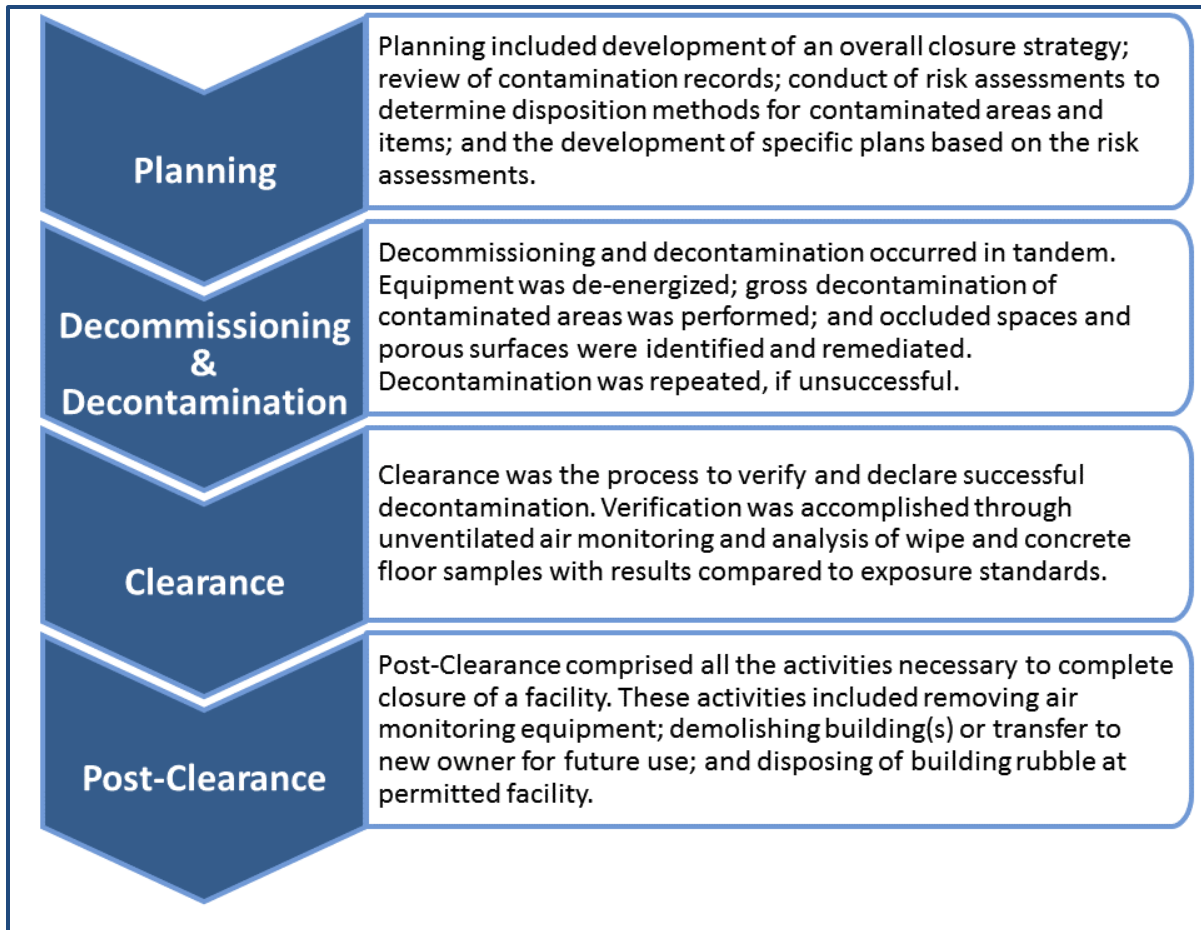 Planning
Planning included development of an overall closure strategy;
review of contamination records; conduct of risk assessments to
determine disposition methods for contaminated areas and
items; and the development of specific plans based on the risk
assessments.
Decommissioning
&
Decontamination
Decommissioning and decontamination occurred in tandem.
Equipment was de-energized; gross decontamination of
contaminated areas was performed; and occluded spaces and
porous surfaces were identified and remediated.
Decontamination was repeated, if unsuccessful.
Clearance
Clearance was the process to verify and declare successful
decontamination. Verification was accomplished through
unventilated air monitoring and analysis of wipe and concrete
floor samples with results compared to exposure standards.
Post-Clearance
Post-Clearance comprised all the activities necessary to complete
closure of a facility. These activities included removing air
monitoring equipment; demolishing building(s) or transfer to
new owner for future use; and disposing of building rubble at
permitted facility.